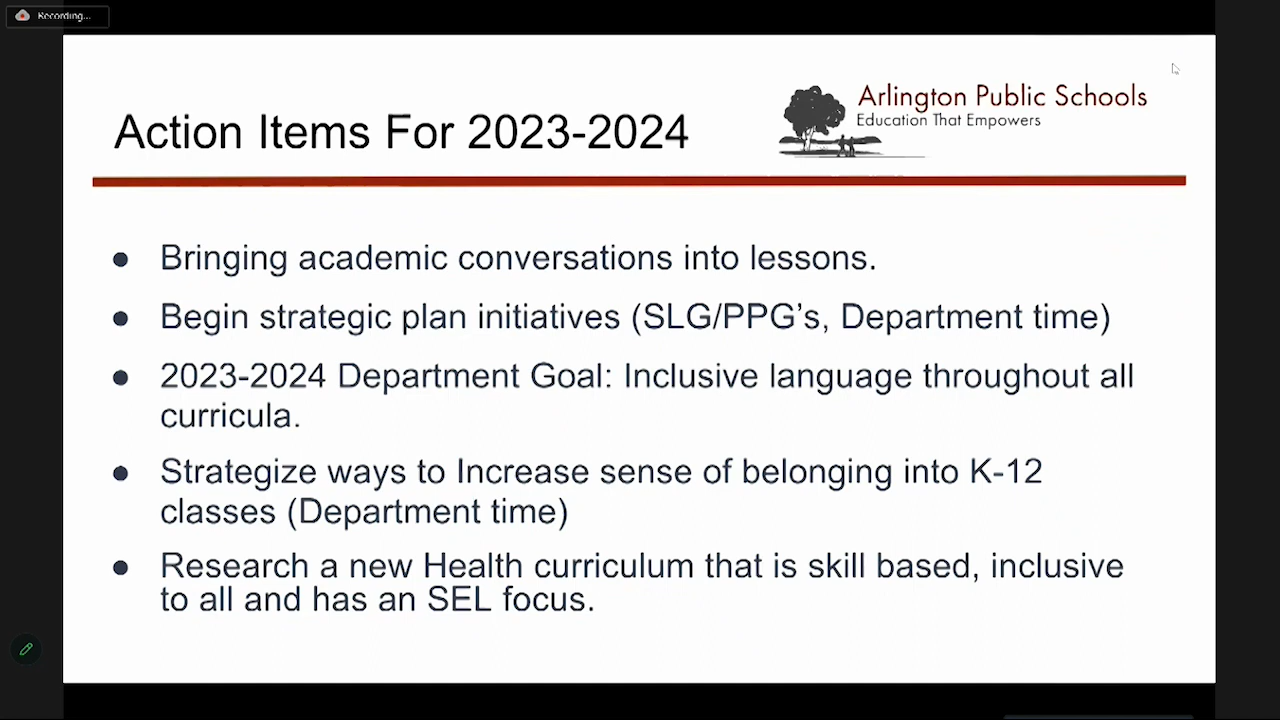 Recording...
Arlington Public Schools
Education That Empowers
Action Items For 2023-2024
● Bringing academic conversations into lessons.
● Begin strategic plan initiatives (SLG/PPG’s, Department time)
● 2023-2024 Department Goal: Inclusive language throughout all
curricula.
● Strategize ways to Increase sense of belonging into K-12
classes (Department time)
● Research a new Health curriculum that is skill based, inclusive
to all and has an SEL focus.